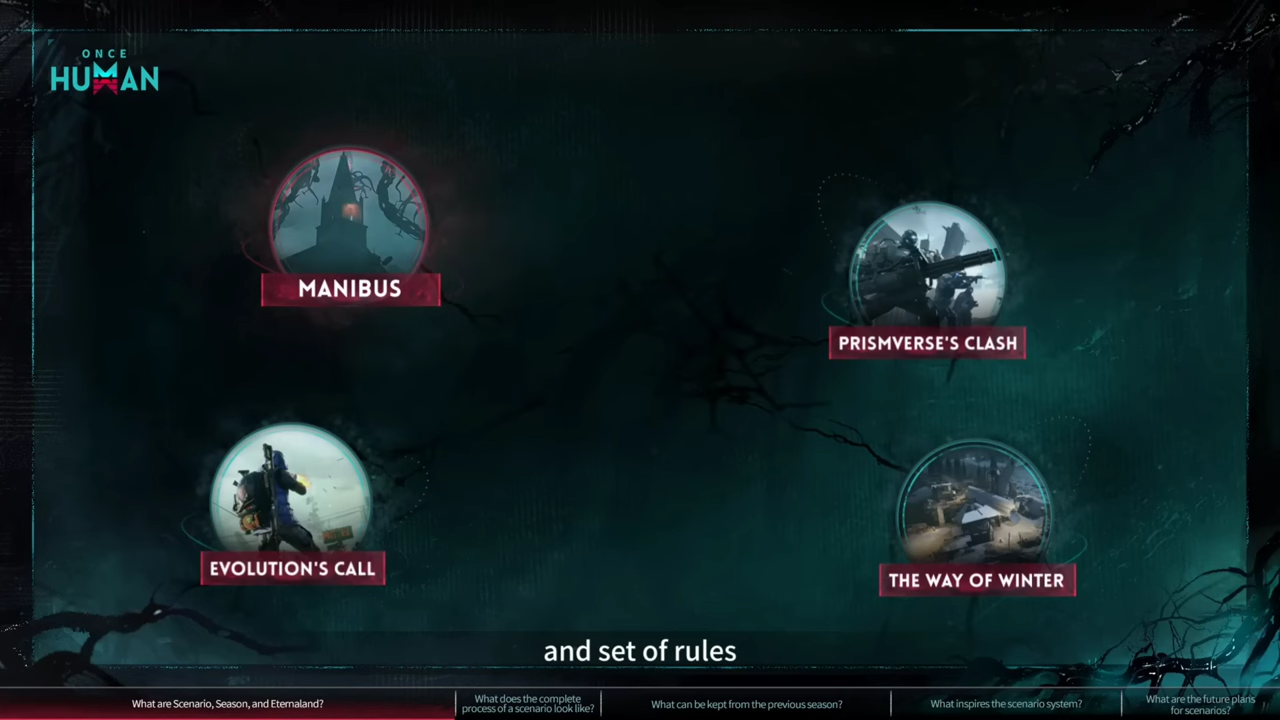 ONCE
HUMAN
MANIBUS
PRISMVERSE'S CLASH
EVOLUTION'S CALL
THE WAY OF WINTER
and set of rules
What are Scenario, Season, and Eternaland?
What does the complete
process of a scenario look like?
What can be kept from the previous season?
What inspires the scenario system?
What are the future plans
for scenarios?